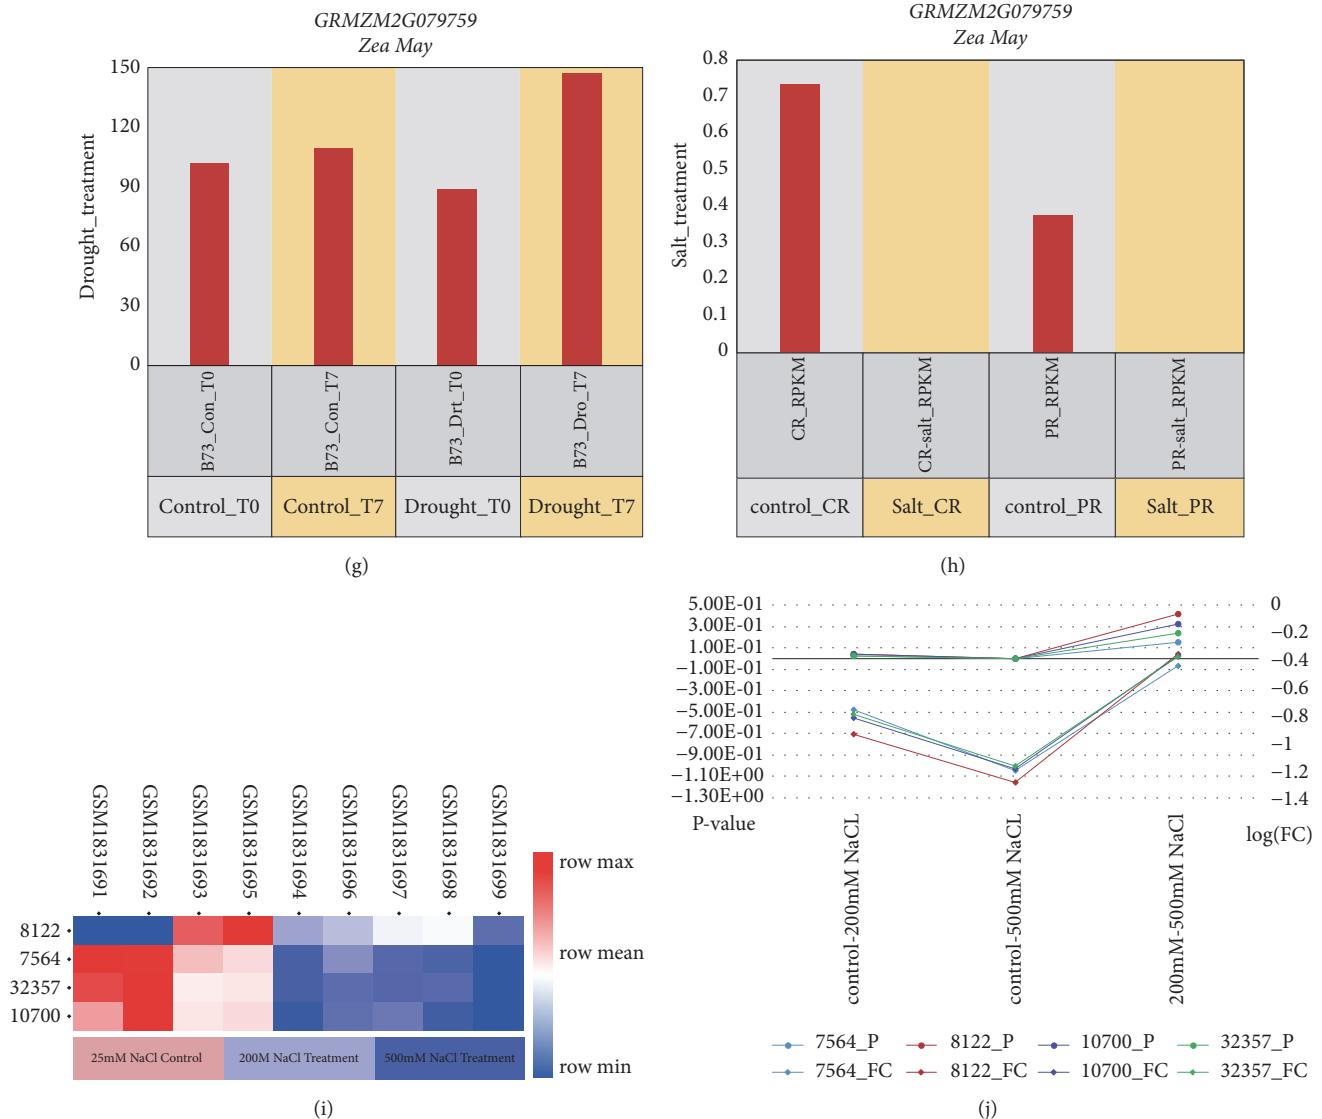 GRMZM2G079759
Zea May
150
120
90
60
30
0
Drought_treatment
B73_Con_T0
B73_Con_T7
B73_Drt_T0
B73_Dro_T7
Control_T0
Control_T7
Drought_T0
Drought_T7
(g)
GRMZM2G079759
Zea May
0.8
0.7
0.6
0.5
0.4
0.3
0.2
0.1
0
Salt_treatment
CR_RPKM
CR-salt_RPKM
PR_RPKM
PR-salt_RPKM
control_CR
Salt_CR
control_PR
Salt_PR
(h)
GSM1831691
GSM1831692
GSM1831693
GSM1831695
GSM1831694
GSM1831696
GSM1831697
GSM1831698
GSM1831699
8122
7564
32357
10700
25mM NaCl Control
200M NaCl Treatment
500mM NaCl Treatment
row max
row mean
row min
(i)
5.00E-01
3.00E-01
1.00E-01
−1.00E-01
−3.00E-01
−5.00E-01
−7.00E-01
−9.00E-01
−1.10E+00
−1.30E+00
P-value
0
−0.2
−0.4
−0.6
−0.8
−1
−1.2
−1.4
log(FC)
control-200mM NaCL
control-500mM NaCL
200mM-500mM NaCl
7564_P
8122_P
10700_P
32357_P
7564_FC
8122_FC
10700_FC
32357_FC
(j)